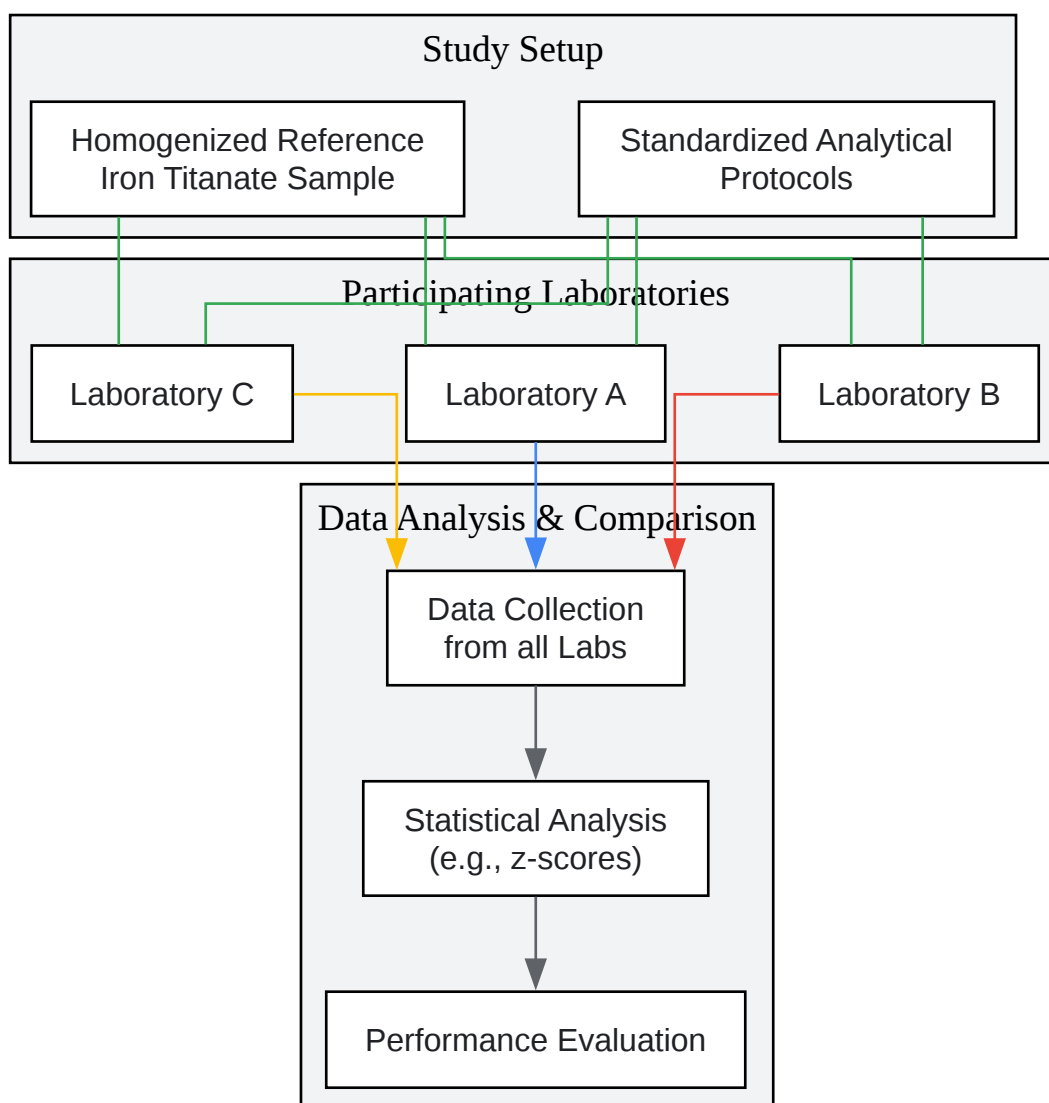 Study Setup
Homogenized Reference
Iron Titanate Sample
Standardized Analytical
Protocols
Participating Laboratories
Laboratory C
Laboratory A
Laboratory B
Data Analysis & Comparison
Data Collection
from all Labs
Statistical Analysis
(e.g., z-scores)
Performance Evaluation